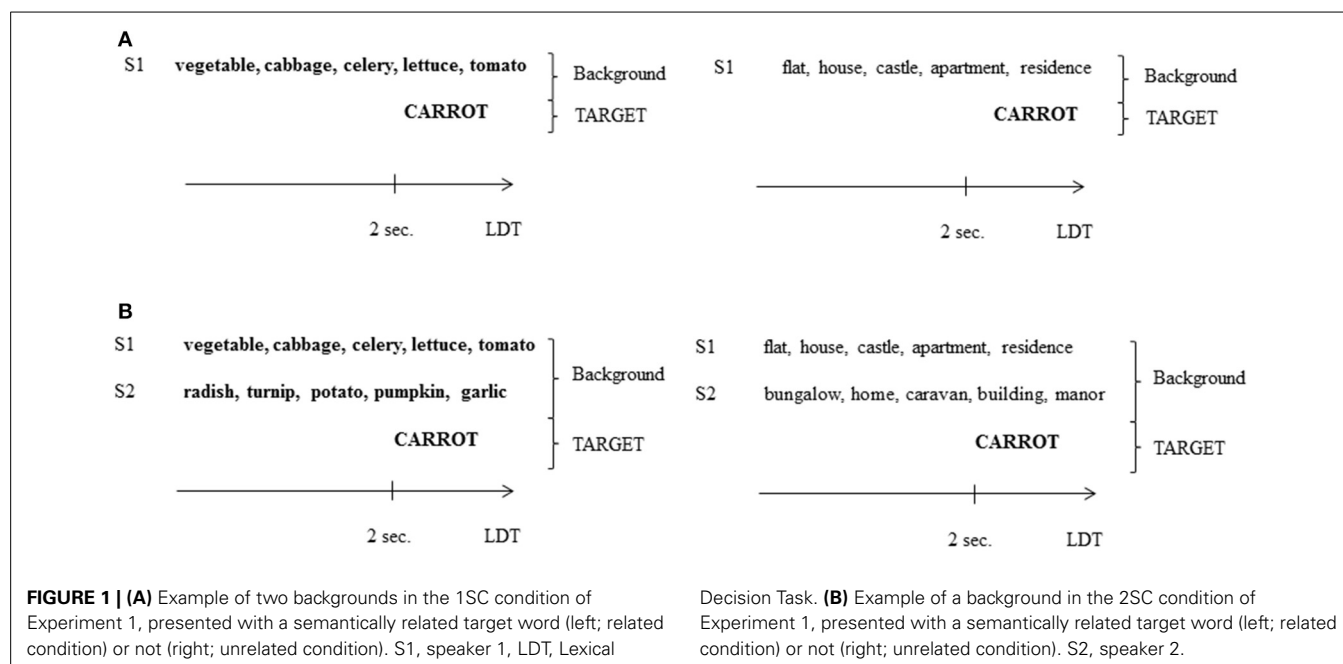 A
S1 vegetable, cabbage, celery, lettuce, tomato Background
CARROT TARGET
2 sec. LDT
S1 flat, house, castle, apartment, residence Background
CARROT TARGET
2 sec. LDT
B
S1 vegetable, cabbage, celery, lettuce, tomato
S2 radish, turnip, potato, pumpkin, garlic
Background
CARROT TARGET
2 sec. LDT
S1 flat, house, castle, apartment, residence
S2 bungalow, home, caravan, building, manor
Background
CARROT TARGET
2 sec. LDT
FIGURE 1 | (A) Example of two backgrounds in the 1SC condition of
Experiment 1, presented with a semantically related target word (left; related
condition) or not (right; unrelated condition). S1, speaker 1, LDT, Lexical
Decision Task. (B) Example of a background in the 2SC condition of
Experiment 1, presented with a semantically related target word (left; related
condition) or not (right; unrelated condition). S2, speaker 2.